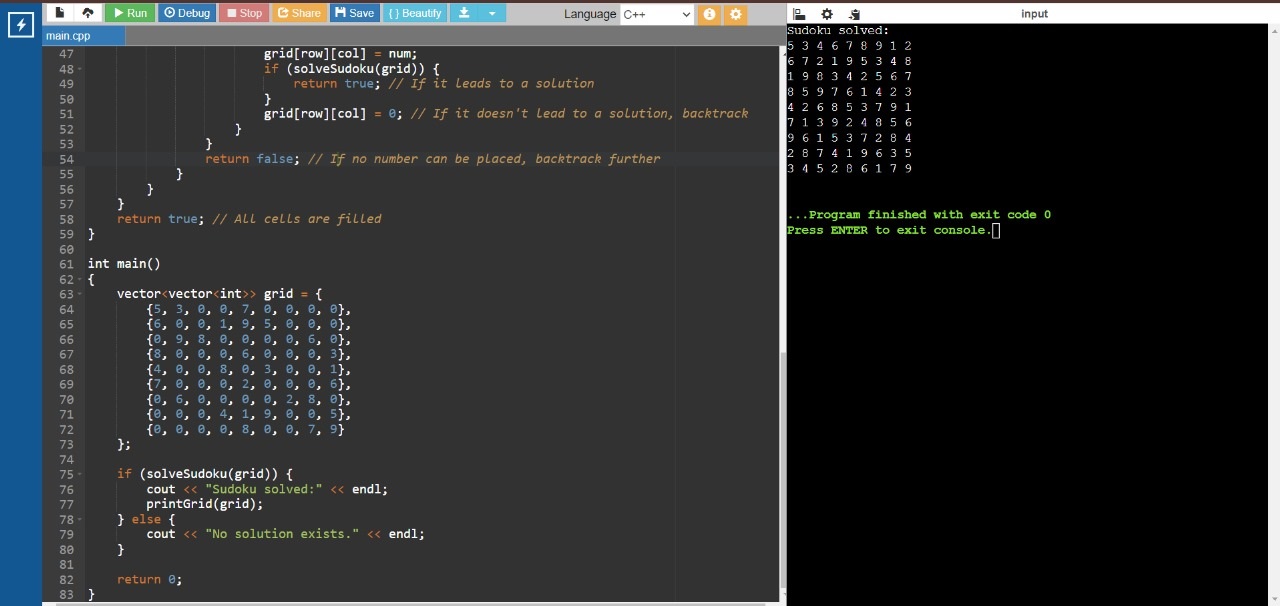 Run Debug Stop Share Save { } Beautify Language C++
main.cpp
47 grid[row][col] = num;
48 if (solveSudoku(grid)) {
49 return true; // If it leads to a solution
50 }
51 grid[row][col] = 0; // If it doesn't lead to a solution, backtrack
52 }
53 }
54 return false; // If no number can be placed, backtrack further
55 }
56 }
57 }
58 return true; // All cells are filled
59 }
60
61 int main()
62 {
63 vector<vector<int>> grid = {
64 {5, 3, 0, 0, 7, 0, 0, 0, 0},
65 {6, 0, 0, 1, 9, 5, 0, 0, 0},
66 {0, 9, 8, 0, 0, 0, 0, 6, 0},
67 {8, 0, 0, 0, 6, 0, 0, 0, 3},
68 {4, 0, 0, 8, 0, 3, 0, 0, 1},
69 {7, 0, 0, 0, 2, 0, 0, 0, 6},
70 {0, 6, 0, 0, 0, 0, 2, 8, 0},
71 {0, 0, 0, 4, 1, 9, 0, 0, 5},
72 {0, 0, 0, 0, 8, 0, 0, 7, 9}
73 };
74
75 if (solveSudoku(grid)) {
76 cout << "Sudoku solved:" << endl;
77 printGrid(grid);
78 } else {
79 cout << "No solution exists." << endl;
80 }
81
82 return 0;
83 }
input
Sudoku solved:
5 3 4 6 7 8 9 1 2
6 7 2 1 9 5 3 4 8
1 9 8 3 4 2 5 6 7
8 5 9 7 6 1 4 2 3
4 2 6 8 5 3 7 9 1
7 1 3 9 2 4 8 5 6
9 6 1 5 3 7 2 8 4
2 8 7 4 1 9 6 3 5
3 4 5 2 8 6 1 7 9
...Program finished with exit code 0
Press ENTER to exit console.